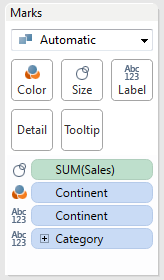 Marks
Automatic
Color
Size
Abc
123
Label
Detail
Tooltip
SUM(Sales)
Continent
Abc
123
Continent
Abc
123
Category